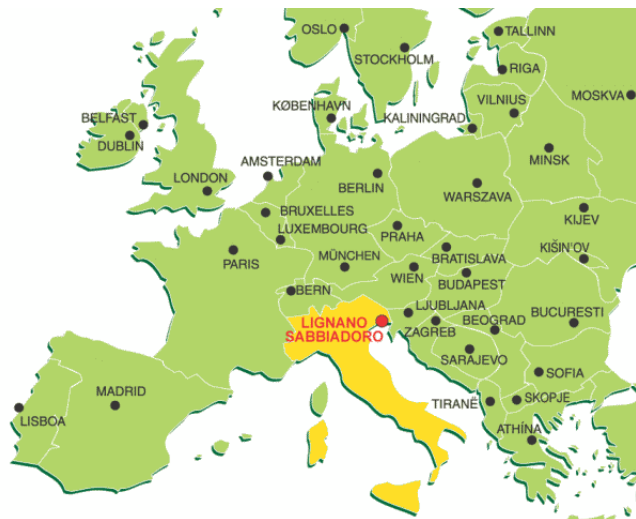 OSLO
TALLINN
STOCKHOLM
RIGA
MOSKVA
VILNIUS
KØBENHAVN
KALININGRAD
BELFAST
DUBLIN
MINSK
AMSTERDAM
LONDON
BERLIN
WARSZAVA
BRUXELLES
KIJEV
LUXEMBOURG
PRAHA
PARIS
BRATISLAVA
KIŠIN'OV
MÜNCHEN
WIEN
BUDAPEST
BERN
LJUBLJANA
BUCURESTI
LIGNANO
SABBIADORO
ZAGREB
BEOGRAD
SARAJEVO
SOFIA
MADRID
LISBOA
TIRANË
SKOPJE
ATHÍNA